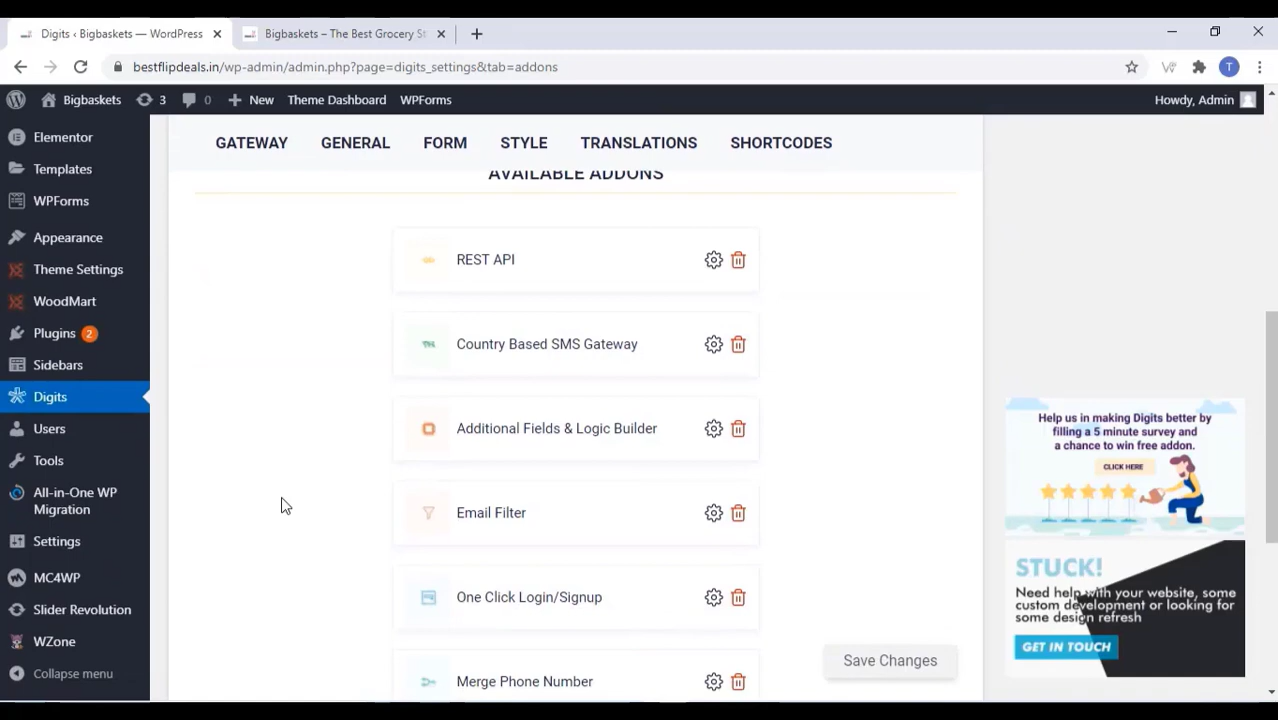 Digits ‹ Bigbaskets — WordPress
Bigbaskets – The Best Grocery St
bestflipdeals.in/wp-admin/admin.php?page=digits_settings&tab=addons
T
Bigbaskets
3
0
New
Theme Dashboard
WPForms
Howdy, Admin
Elementor
Templates
WPForms
Appearance
Theme Settings
WoodMart
Plugins 2
Sidebars
Digits
Users
Tools
All-in-One WP
Migration
Settings
MC4WP
Slider Revolution
WZone
Collapse menu
GATEWAY
GENERAL
FORM
STYLE
TRANSLATIONS
SHORTCODES
AVAILABLE ADDONS
REST API
Country Based SMS Gateway
Additional Fields & Logic Builder
Email Filter
One Click Login/Signup
Merge Phone Number
Save Changes
Help us in making Digits better by
filling a 5 minute survey and
a chance to win free addon.
CLICK HERE
STUCK!
Need help with your website, some
custom development or looking for
some design refresh
GET IN TOUCH